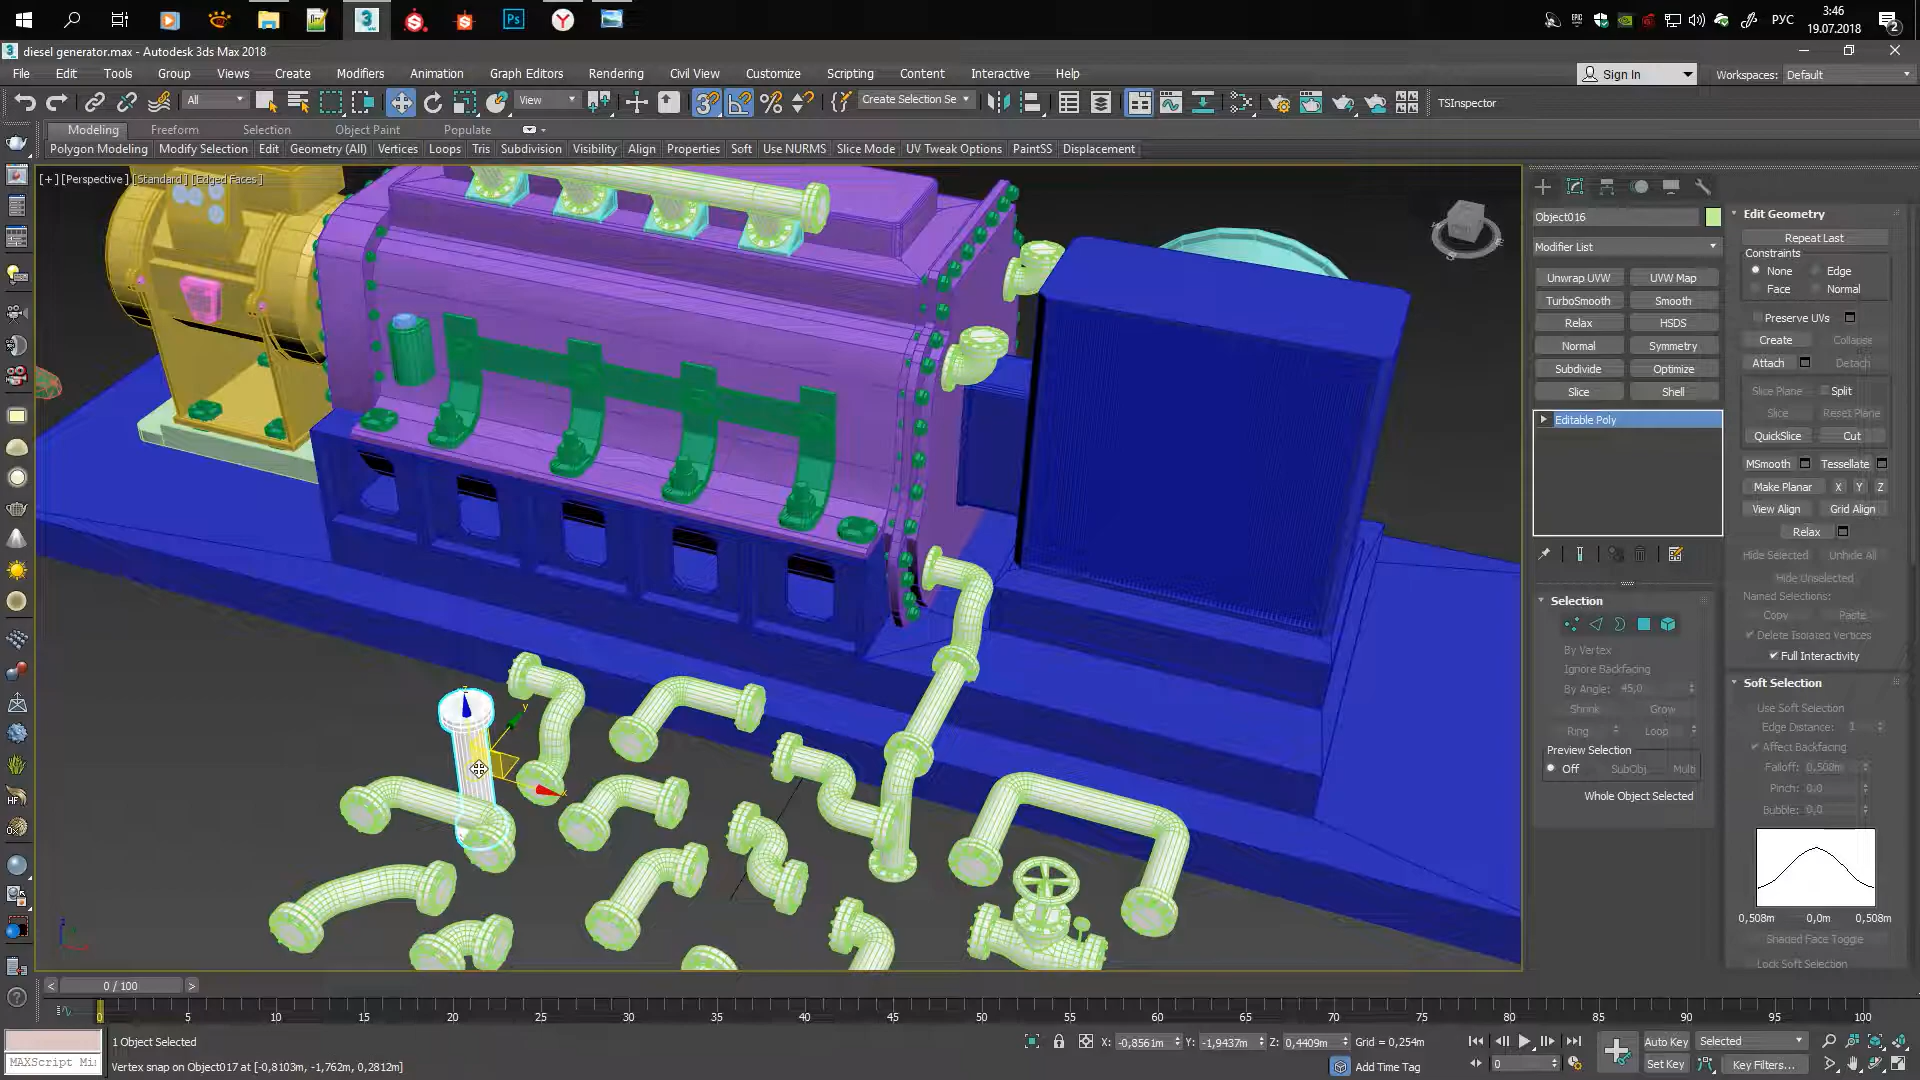 РУС
3:46
19.07.2018
2
diesel generator.max - Autodesk 3ds Max 2018
File Edit Tools Group Views Create Modifiers Animation Graph Editors Rendering Civil View Customize Scripting Content Interactive Help
Sign In
Workspaces: Default
All
View
Create Selection Se
TSInspector
Modeling Freeform Selection Object Paint Populate
Polygon Modeling Modify Selection Edit Geometry (All) Vertices Loops Tris Subdivision Visibility Align Properties Soft Use NURMS Slice Mode UV Tweak Options PaintSS Displacement
[+] [Perspective] [Standard] [Edged Faces]
Object016
Modifier List
Unwrap UVW UVW Map
TurboSmooth Smooth
Relax HSDS
Normal Symmetry
Subdivide Optimize
Slice Shell
Editable Poly
Selection
By Vertex
Ignore Backfacing
By Angle: 45,0
Shrink Grow
Ring Loop
Preview Selection
Off SubObj Multi
Whole Object Selected
Edit Geometry
Repeat Last
Constraints
None Edge
Face Normal
Preserve UVs
Create Collapse
Attach Detach
Slice Plane Split
Slice Reset Plane
QuickSlice Cut
MSmooth Tessellate
Make Planar X Y Z
View Align Grid Align
Relax
Hide Selected Unhide All
Hide Unselected
Named Selections:
Copy Paste
Delete Isolated Vertices
Full Interactivity
Soft Selection
Use Soft Selection
Edge Distance: 1
Affect Backfacing
Falloff: 0,508m
Pinch: 0,0
Bubble: 0,0
0,508m 0,0m 0,508m
Shaded Face Toggle
Lock Soft Selection
z
y
x
z
< 0 / 100 >
0 5 10 15 20 25 30 35 40 45 50 55 60 65 70 75 80 85 90 95 100
1 Object Selected
X: -0,8561m Y: -1,9437m Z: 0,4409m Grid = 0,254m
Auto Key Selected
MAXScript Mi
Vertex snap on Object017 at [-0,8103m, -1,762m, 0,2812m]
Add Time Tag
0
Set Key Key Filters...